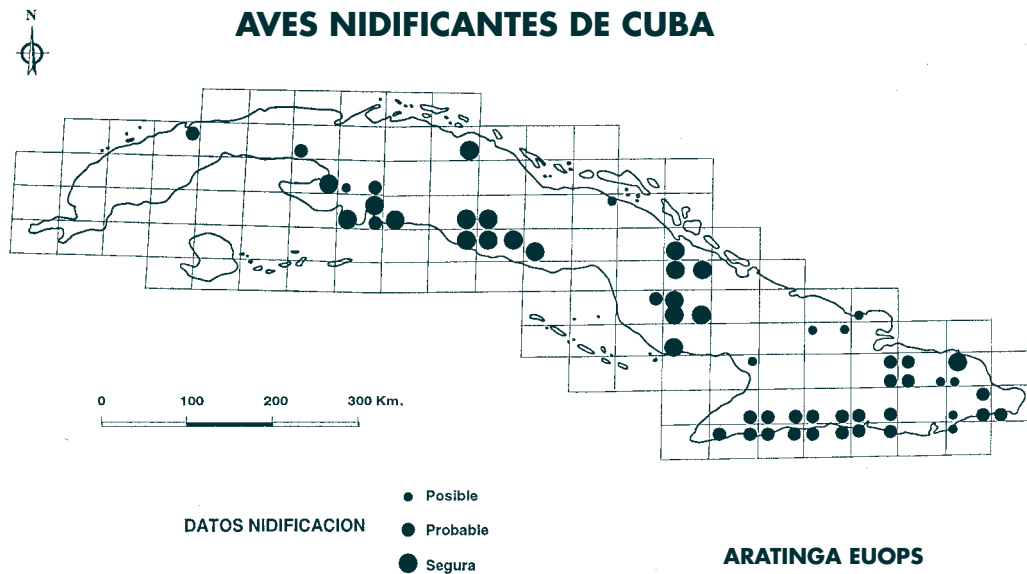 AVES NIDIFICANTES DE CUBA
N
0 100 200 300 Km.
DATOS NIDIFICACION
Posible
Probable
Segura
ARATINGA EUOPS